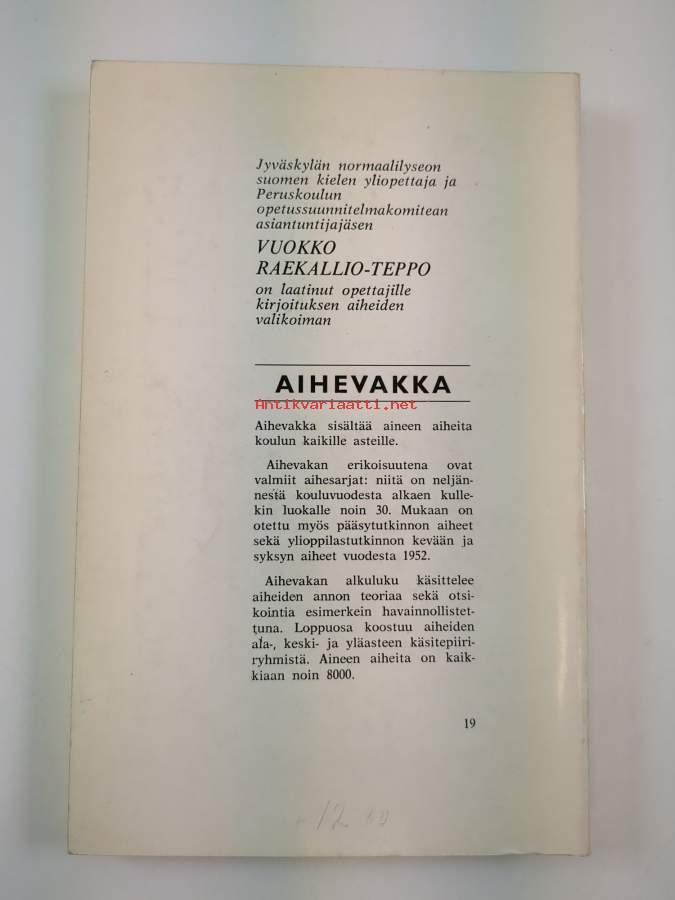 Jyväskylän normaalilyseon
suomen kielen yliopettaja ja
Peruskoulun
opetussuunnitelmakomitean
asiantuntijajäsen
VUOKKO
RAEKALLIO-TEPPO
on laatinut opettajille
kirjoituksen aiheiden
valikoiman
AIHEVAKKA
Antikvariaatti.net
Aihevakka sisältää aineen aiheita
koulun kaikille asteille.
Aihevakan erikoisuutena ovat
valmiit aihesarjat: niitä on neljän-
nestä kouluvuodesta alkaen kulle-
kin luokalle noin 30. Mukaan on
otettu myös pääsytutkinnon aiheet
sekä ylioppilastutkinnon kevään ja
syksyn aiheet vuodesta 1952.
Aihevakan alkuluku käsittelee
aiheiden annon teoriaa sekä otsi-
kointia esimerkein havainnollistet-
tuna. Loppuosa koostuu aiheiden
ala-, keski- ja yläasteen käsitepiiri-
ryhmistä. Aineen aiheita on kaik-
kiaan noin 8000.
19
12